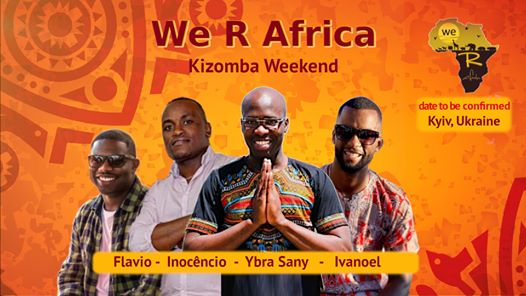 We R Africa
Kizomba Weekend
we
R
date to be confirmed
Kyiv, Ukraine
Flavio - Inocêncio - Ybra Sany - Ivanoel